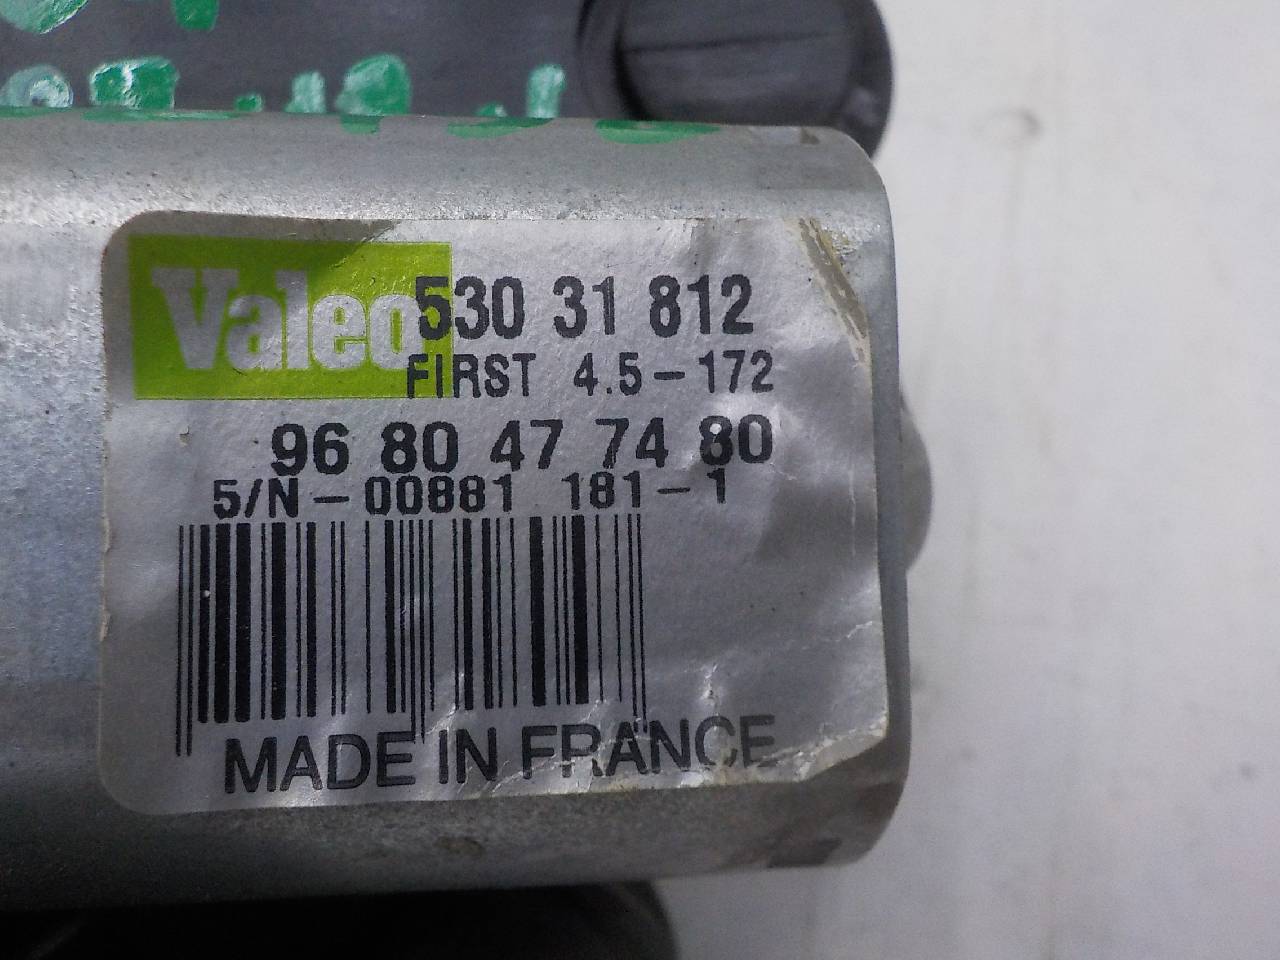 Valeo 530 31 812
FIRST 4.5-172
96 80 47 74 80
S/N-00881 181-1
MADE IN FRANCE